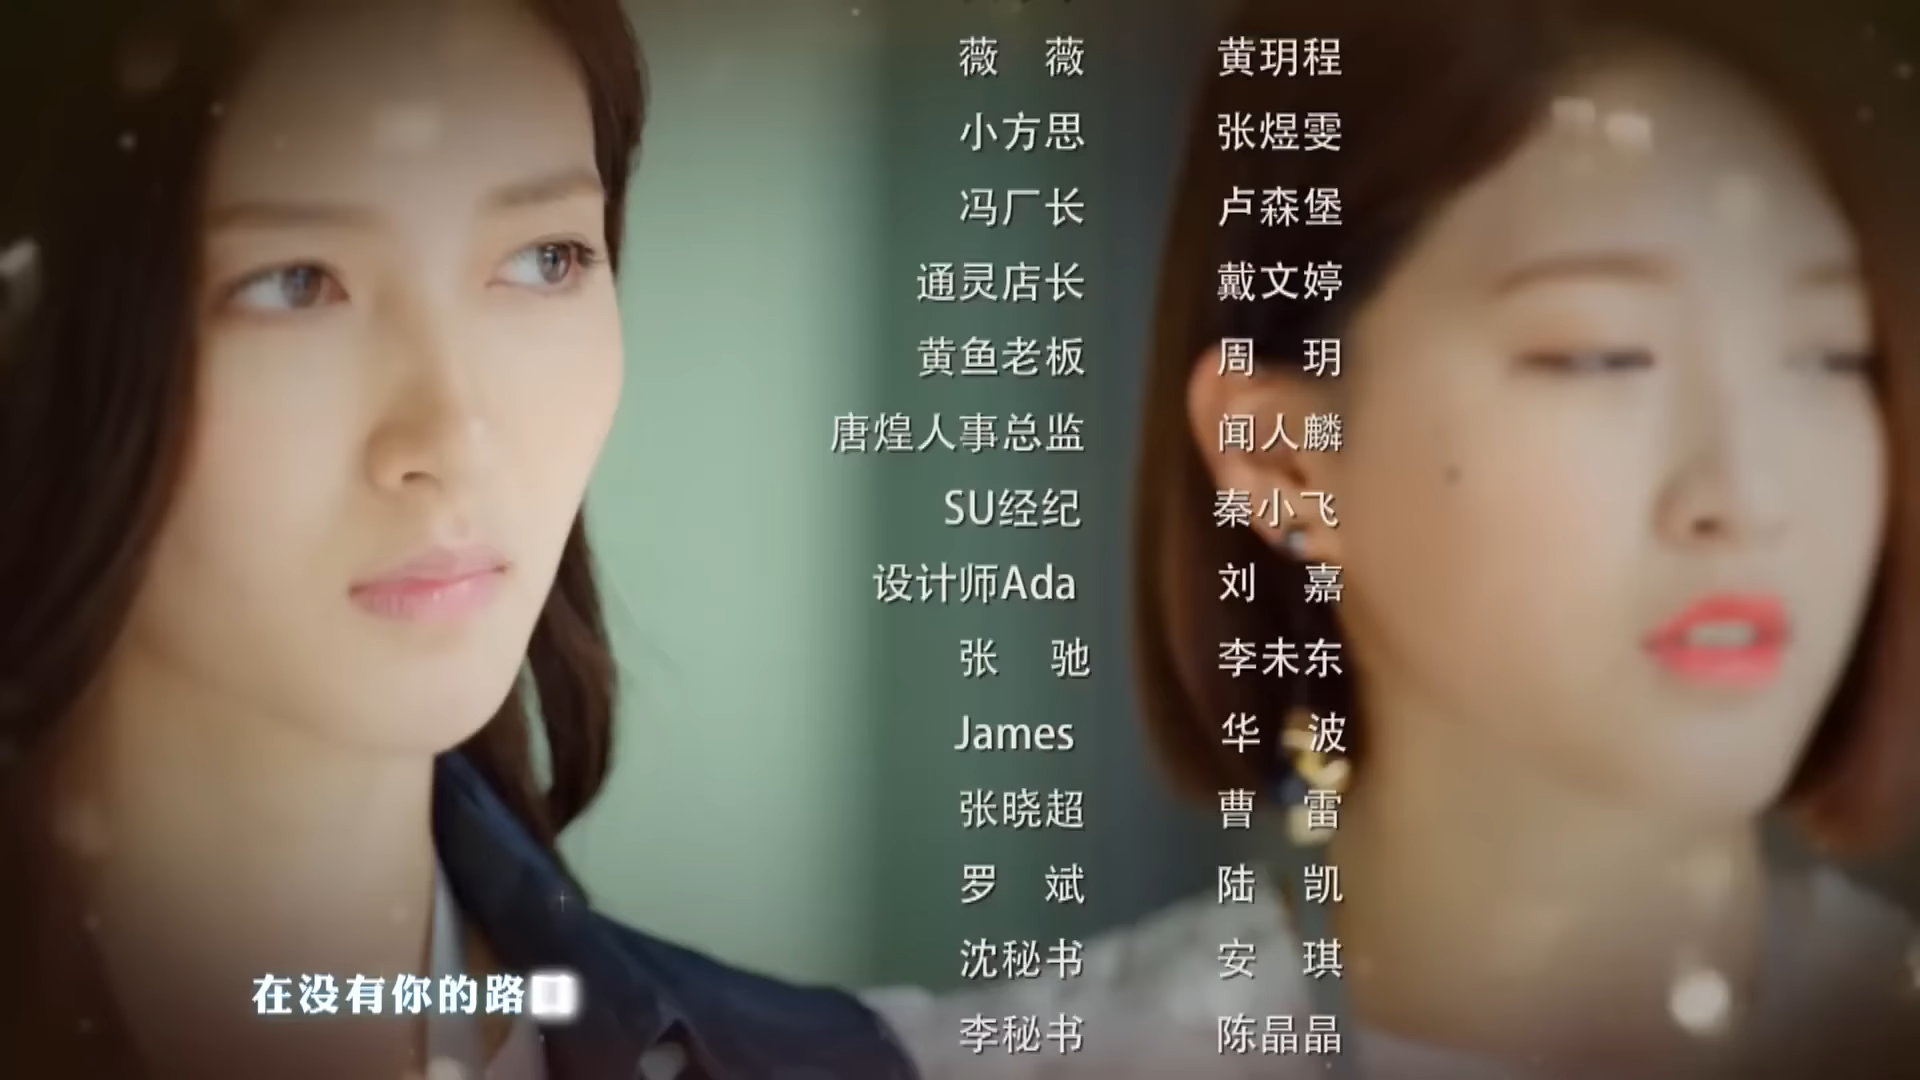 薇 薇 黄玥程
小方思 张煜雯
冯厂长 卢森堡
通灵店长 戴文婷
黄鱼老板 周 玥
唐煌人事总监 闻人麟
SU经纪 秦小飞
设计师Ada 刘 嘉
张 驰 李未东
James 华 波
张晓超 曹 雷
罗 斌 陆 凯
沈秘书 安 琪
李秘书 陈晶晶
在没有你的路